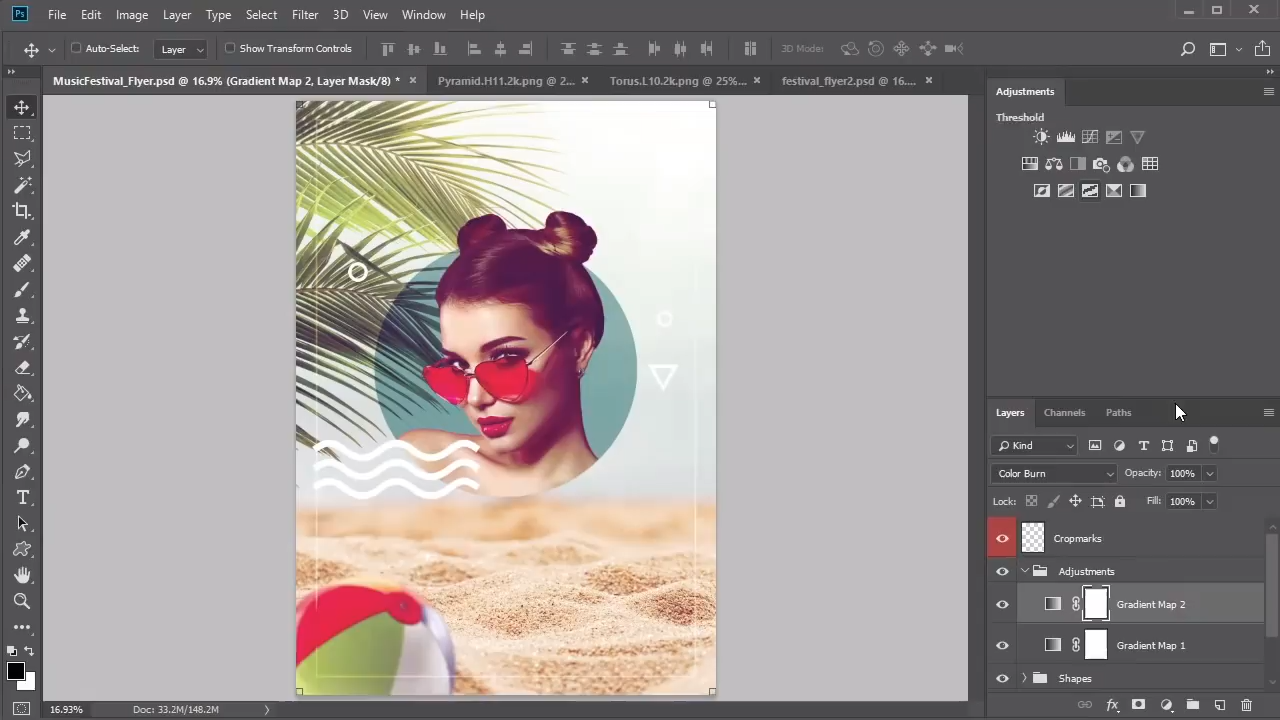 Ps File Edit Image Layer Type Select Filter 3D View Window Help
Auto-Select: Layer Show Transform Controls 3D Mode:
MusicFestival_Flyer.psd @ 16.9% (Gradient Map 2, Layer Mask/8) * Pyramid.H11.2k.png @ 2... Torus.L10.2k.png @ 25%... festival_flyer2.psd @ 16....
Adjustments
Threshold
Layers Channels Paths
Kind
Color Burn Opacity: 100%
Lock: Fill: 100%
Cropmarks
Adjustments
Gradient Map 2
Gradient Map 1
Shapes
16.93% Doc: 33.2M/148.2M